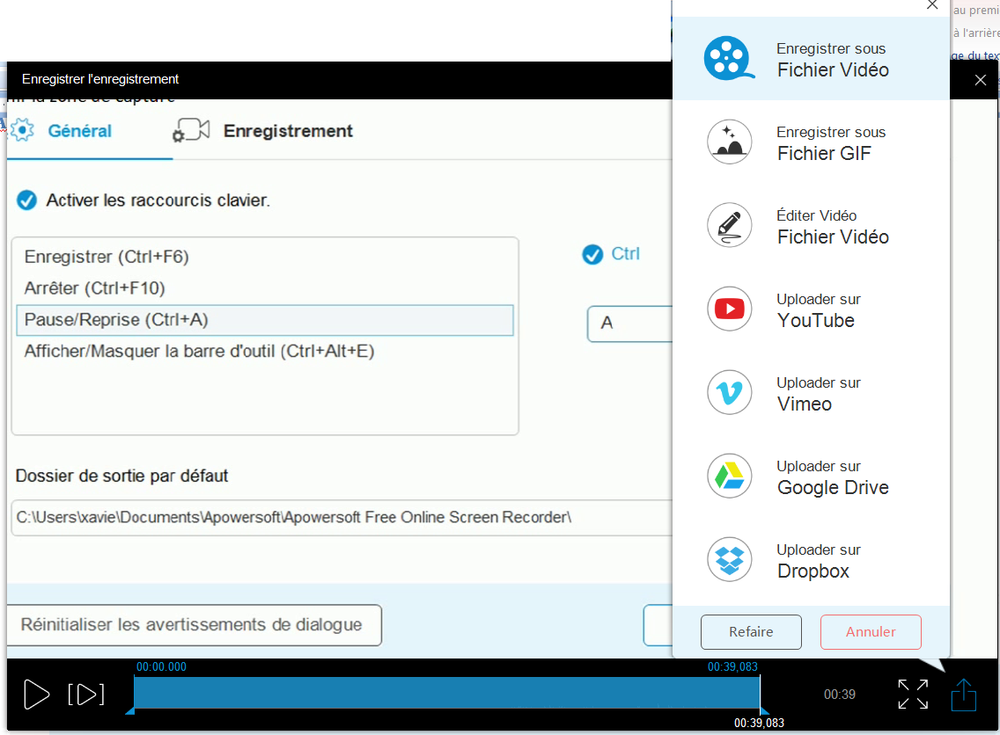 au premi
à l'arrière
ge du tex
Enregistrer l'enregistrement
la zone de capture
Général
Enregistrement
Activer les raccourcis clavier.
Enregistrer (Ctrl+F6)
Arrêter (Ctrl+F10)
Pause/Reprise (Ctrl+A)
Afficher/Masquer la barre d'outil (Ctrl+Alt+E)
Ctrl
A
Dossier de sortie par défaut
C:\Users\xavie\Documents\Apowersoft\Apowersoft Free Online Screen Recorder\
Réinitialiser les avertissements de dialogue
Enregistrer sous
Fichier Vidéo
Enregistrer sous
Fichier GIF
Éditer Vidéo
Fichier Vidéo
Uploader sur
YouTube
Uploader sur
Vimeo
Uploader sur
Google Drive
Uploader sur
Dropbox
Refaire
Annuler
00:00.000
00:39,083
00:39
00:39,083